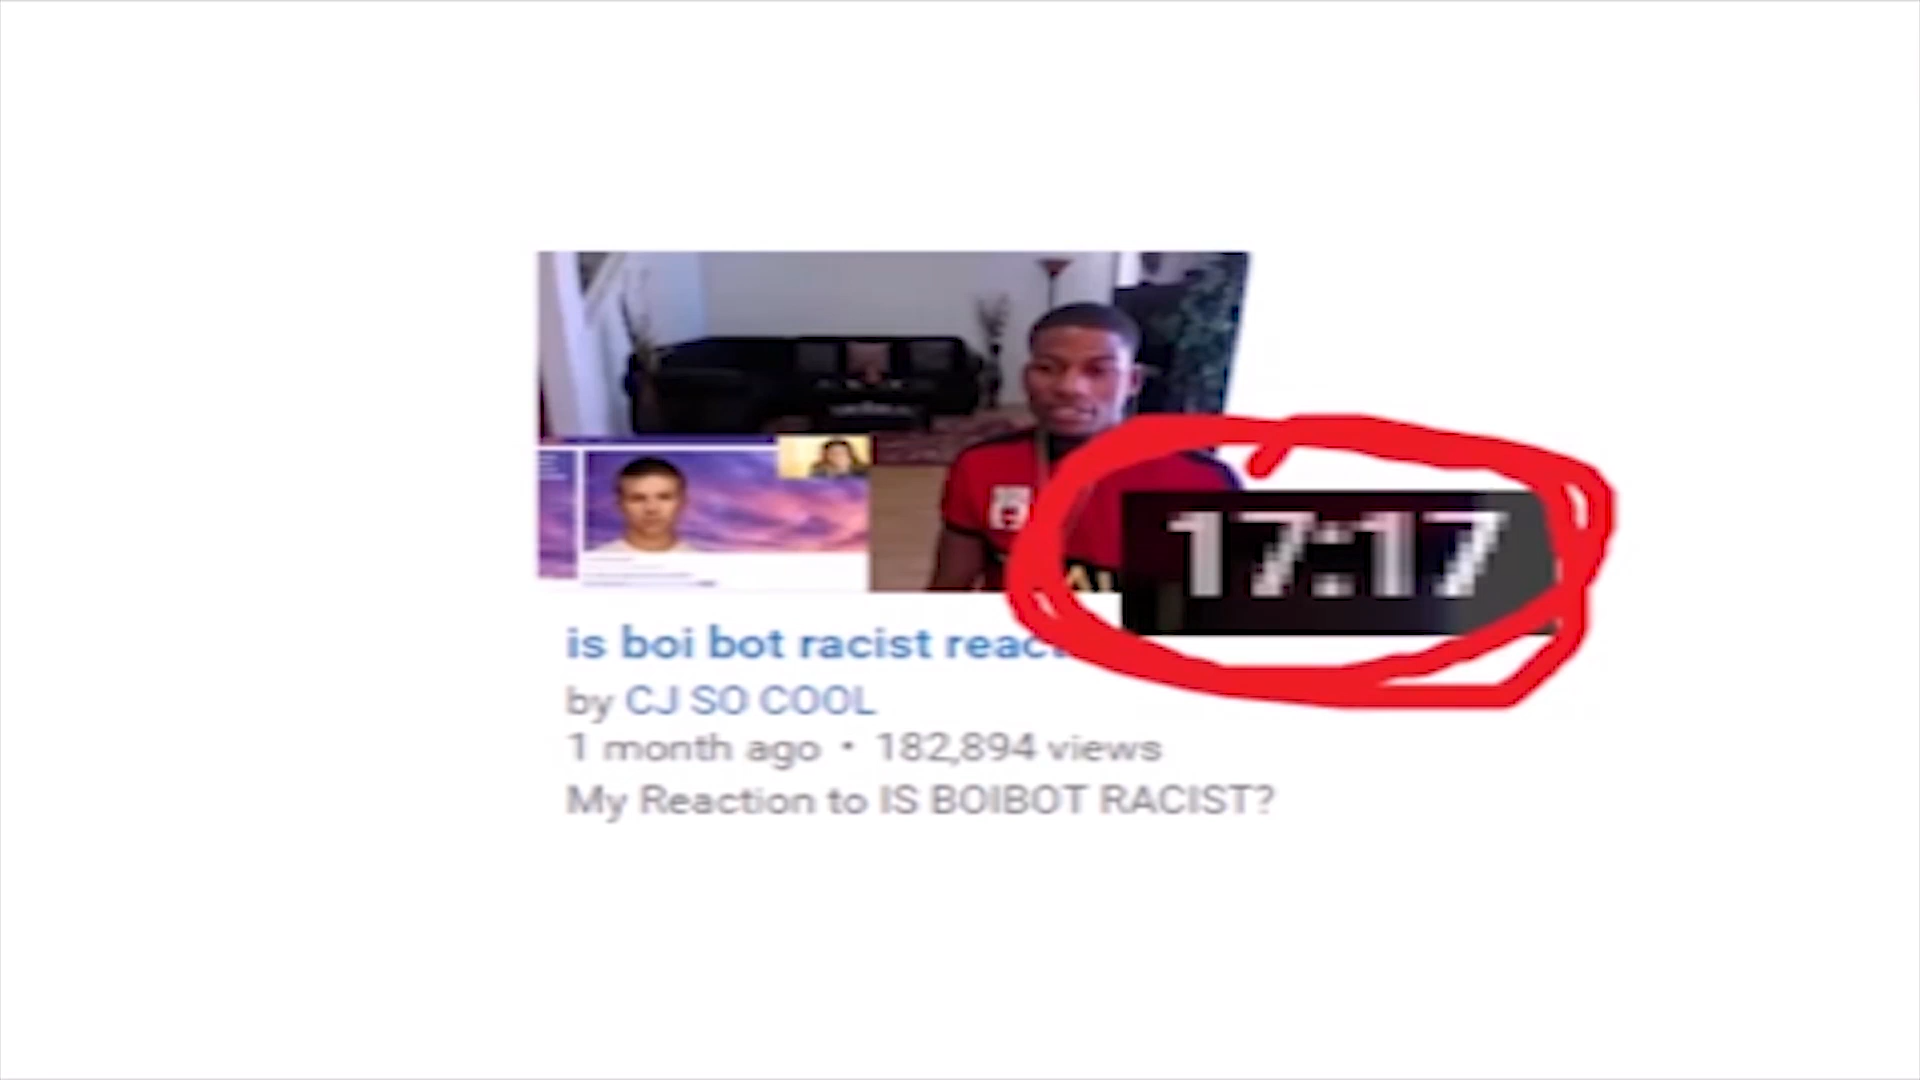 17:17
is boi bot racist reac
by CJ SO COOL
1 month ago • 182,894 views
My Reaction to IS BOIBOT RACIST?